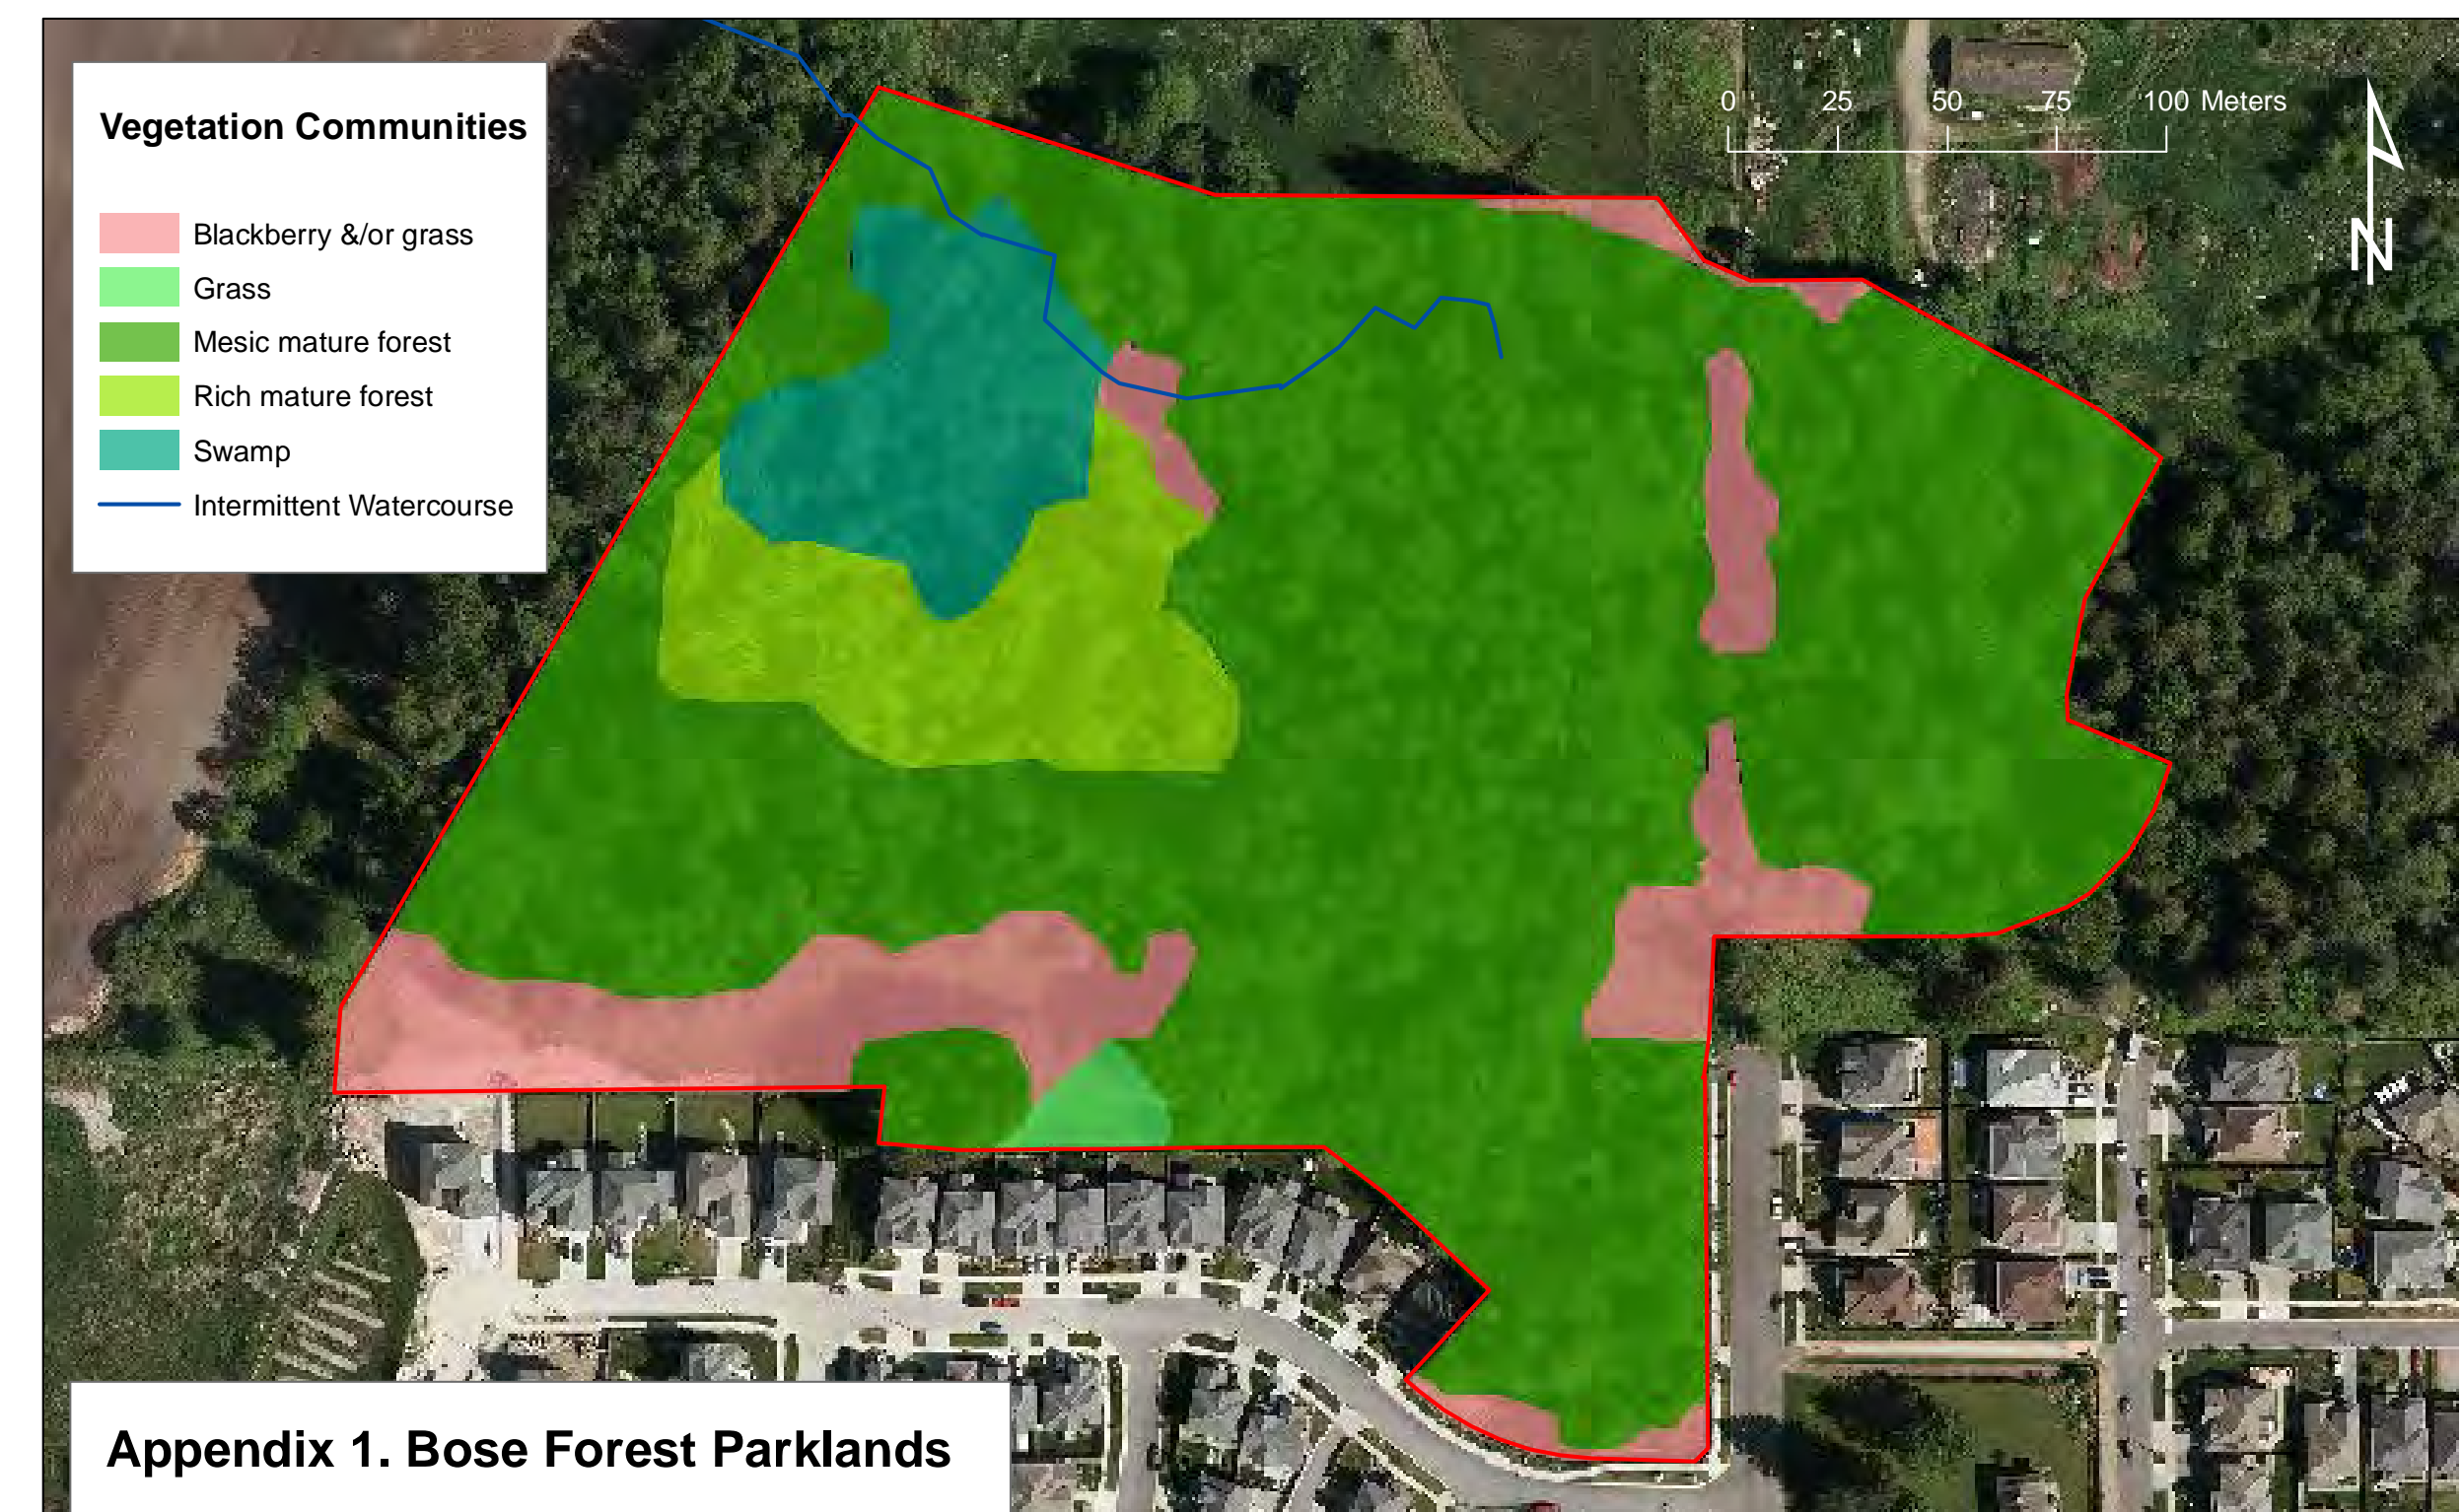 Vegetation Communities
Blackberry &/or grass
Grass
Mesic mature forest
Rich mature forest
Swamp
Intermittent Watercourse
0 25 50 75 100 Meters
N
Appendix 1. Bose Forest Parklands